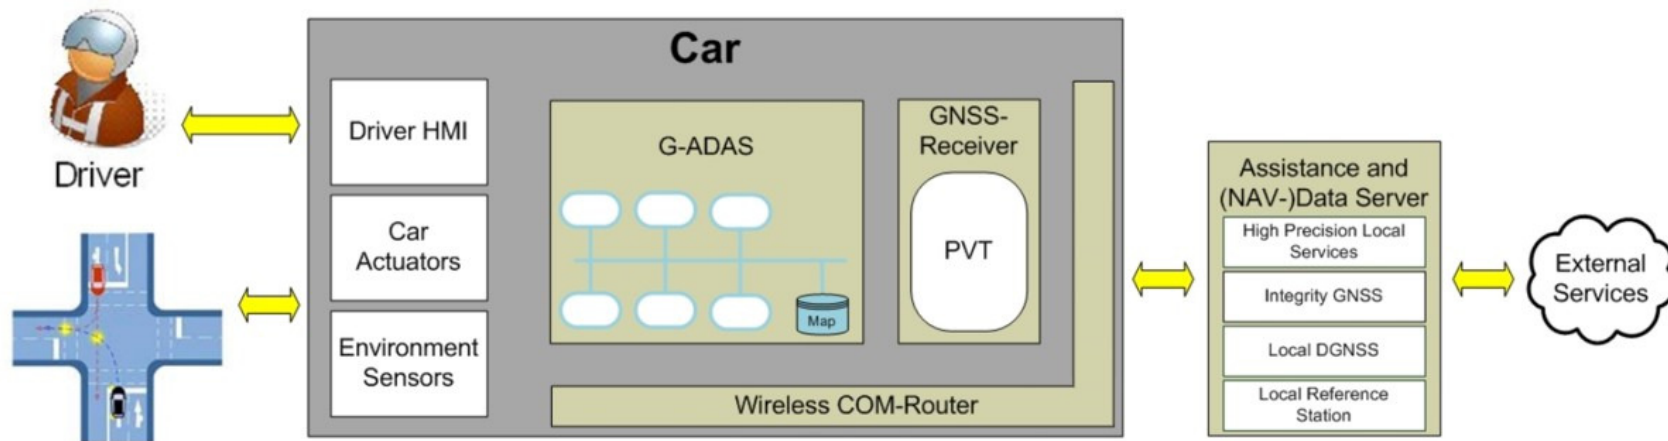 Car
Driver
Driver HMI
Car
Actuators
Environment
Sensors
G-ADAS
Map
GNSS-
Receiver
PVT
Wireless COM-Router
Assistance and
(NAV-)Data Server
High Precision Local
Services
Integrity GNSS
Local DGNSS
Local Reference
Station
External
Services